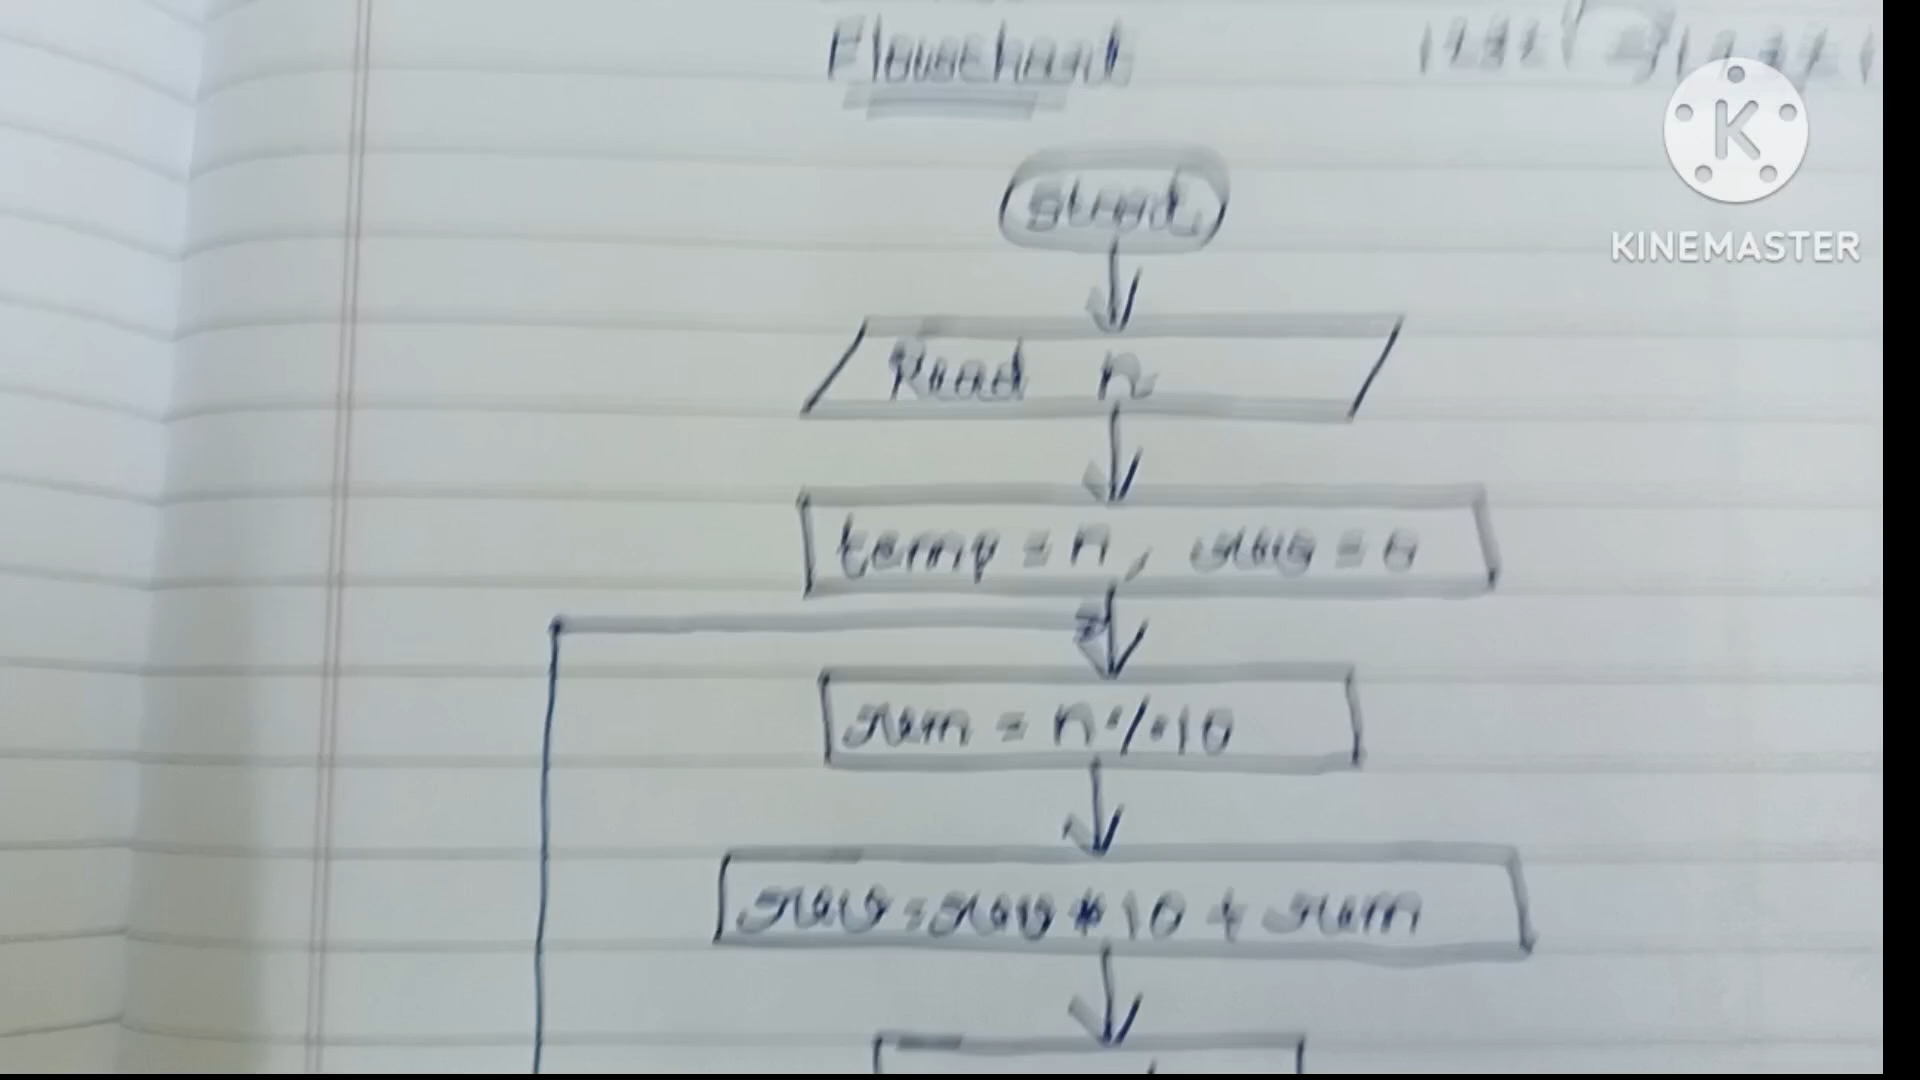 Flowchart
K
KINEMASTER
start
Read n
temp = n, rev = 0
rem = n % 10
rev = rev * 10 + rem